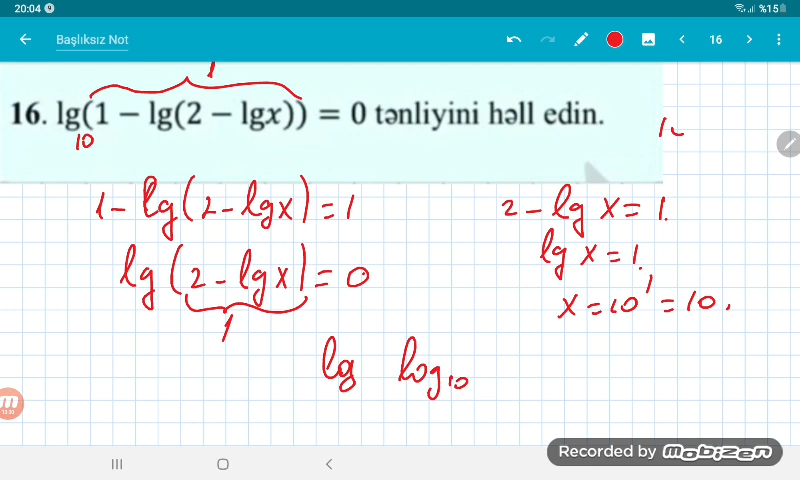 20:04 %15
Başlıksız Not 16
1
16. lg(1 − lg(2 − lgx)) = 0 tənliyini həll edin.
10
1 - lg(2 - lgx) = 1
lg(2 - lgx) = 0
1
2 - lg x = 1.
lg x = 1.
x = 10¹ = 10.
lg log₁₀
Recorded by
mobizen